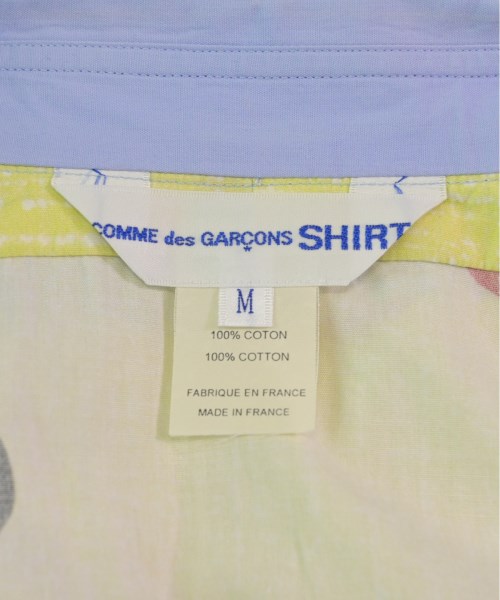 COMME des GARÇONS SHIRT
M
100% COTON
100% COTTON
FABRIQUE EN FRANCE
MADE IN FRANCE